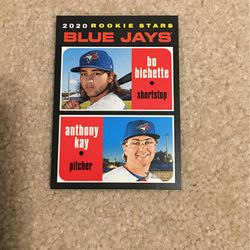 2020 ROOKIE STARS
BLUE JAYS
bo
bichette
shortstop
anthony
kay
pitcher